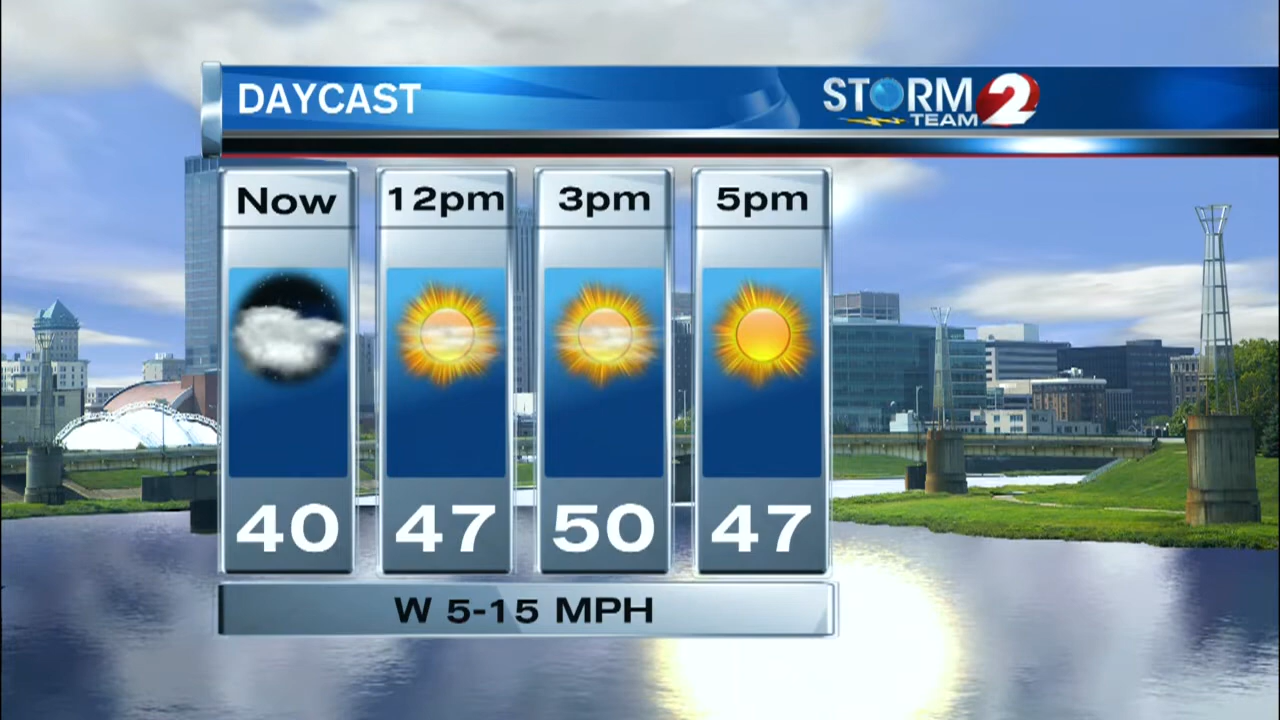 DAYCAST
STORM
TEAM 2
Now 12pm 3pm 5pm
40 47 50 47
W 5-15 MPH